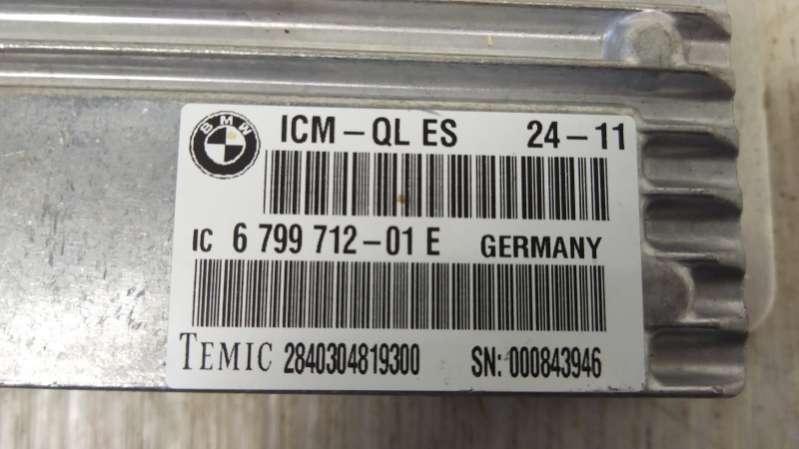 BMW
ICM-QL ES 24-11
IC 6 799 712-01 E GERMANY
TEMIC 2840304819300 SN: 000843946